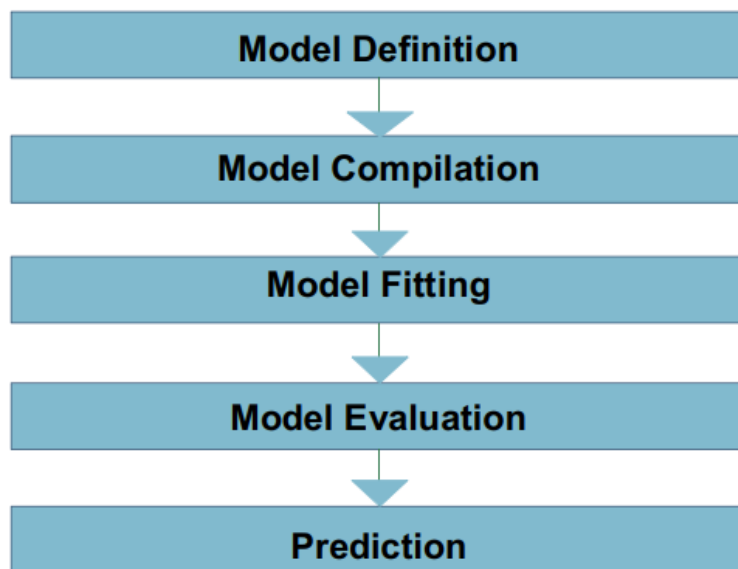 Model Definition
Model Compilation
Model Fitting
Model Evaluation
Prediction